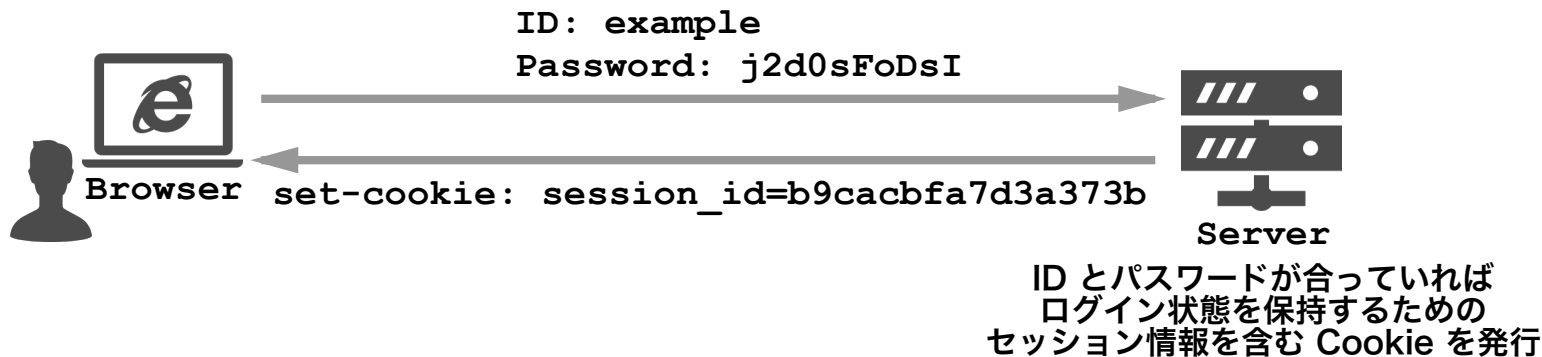 ID: example
Password: j2d0sFoDsI
Browser
set-cookie: session_id=b9cacbfa7d3a373b
Server
ID とパスワードが合っていれば
ログイン状態を保持するための
セッション情報を含む Cookie を発行